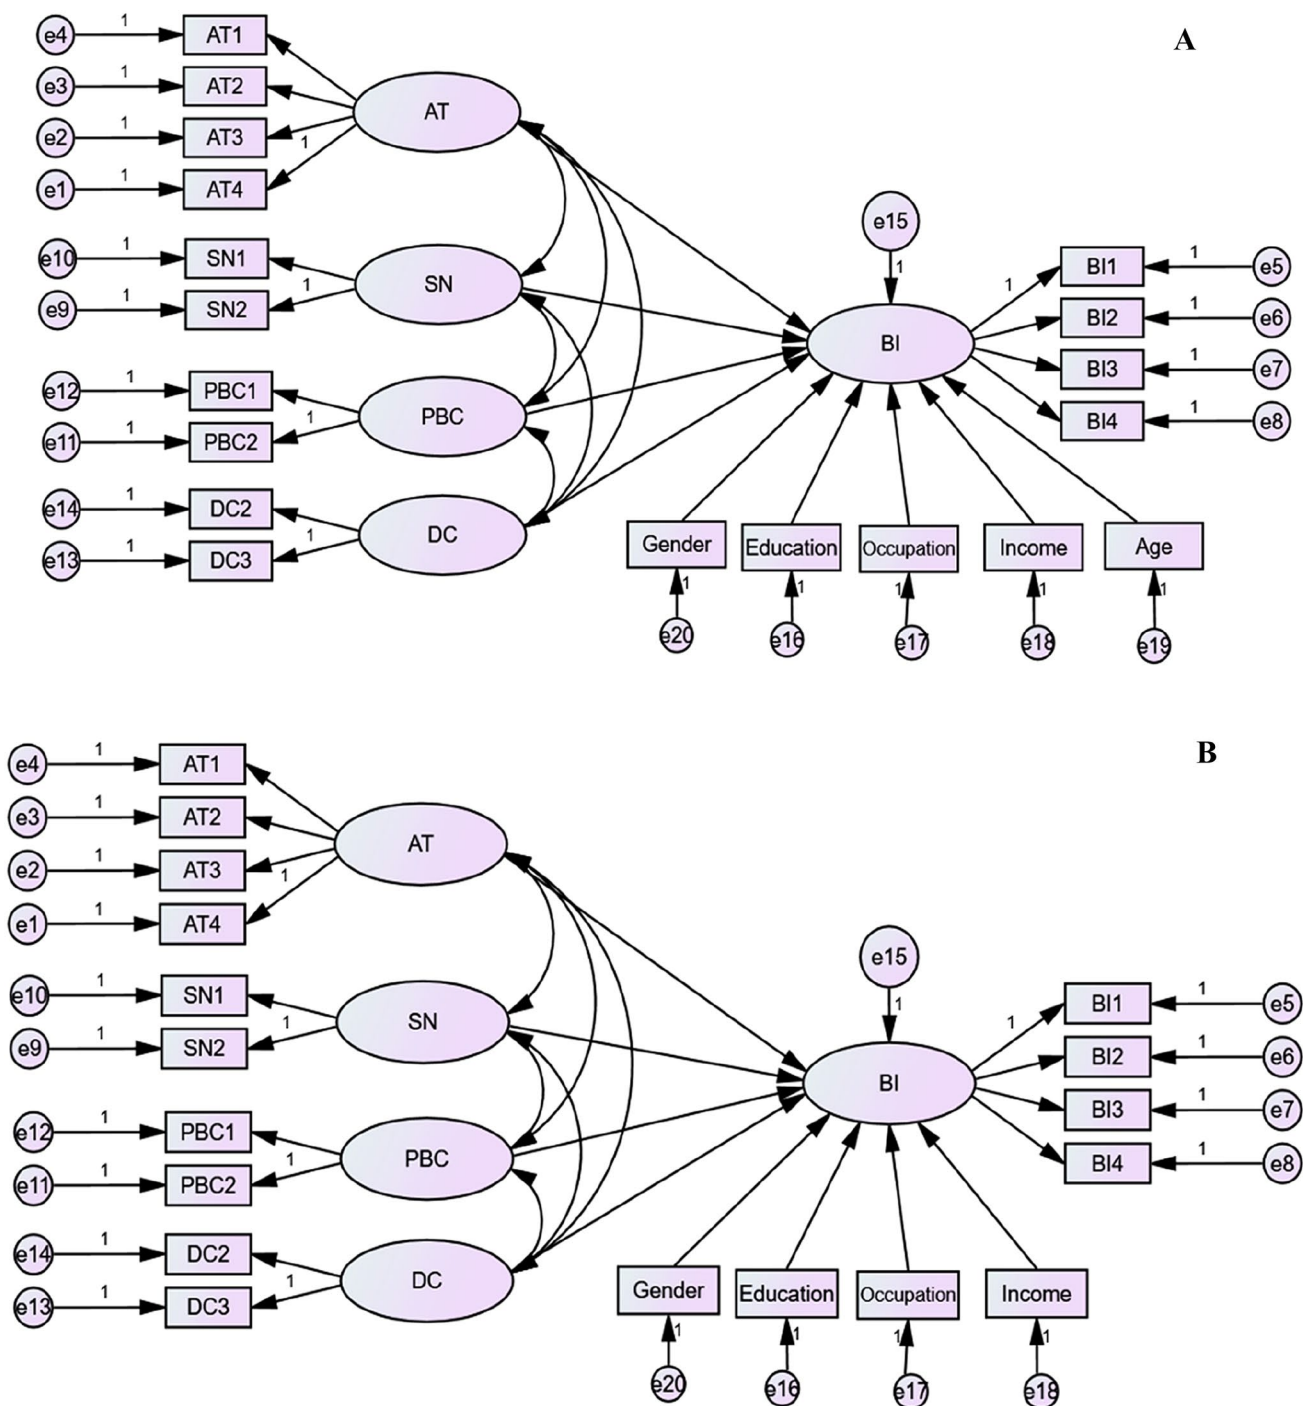 A
e4 1 AT1
e3 1 AT2
AT
e2 1 AT3
1
e1 1 AT4
e15
1
e10 1 SN1
SN
1
e9 1 SN2
BI
1
BI1 1 e5
BI2 1 e6
BI3 1 e7
BI4 1 e8
e12 1 PBC1
PBC
1
e11 1 PBC2
e14 1 DC2
DC
1
e13 1 DC3
Gender Education Occupation Income Age
1 1 1 1 1
e20 e16 e17 e18 e19
B
e4 1 AT1
e3 1 AT2
AT
e2 1 AT3
1
e1 1 AT4
e15
1
e10 1 SN1
SN
1
e9 1 SN2
BI
1
BI1 1 e5
BI2 1 e6
BI3 1 e7
BI4 1 e8
e12 1 PBC1
PBC
1
e11 1 PBC2
e14 1 DC2
DC
1
e13 1 DC3
Gender Education Occupation Income
1 1 1 1
e20 e16 e17 e18